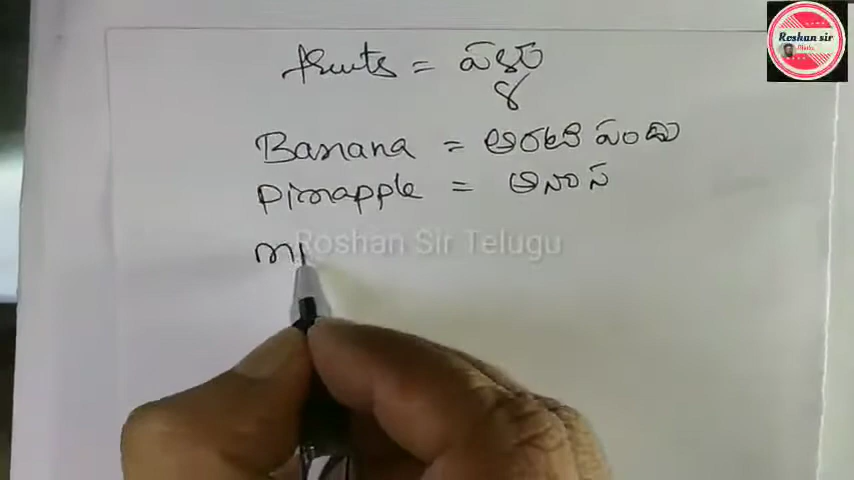 Roshan sir
fruits = పళ్ళు
Banana = అరటి పండు
Pineapple = అనాస
Roshan Sir Telugu
m